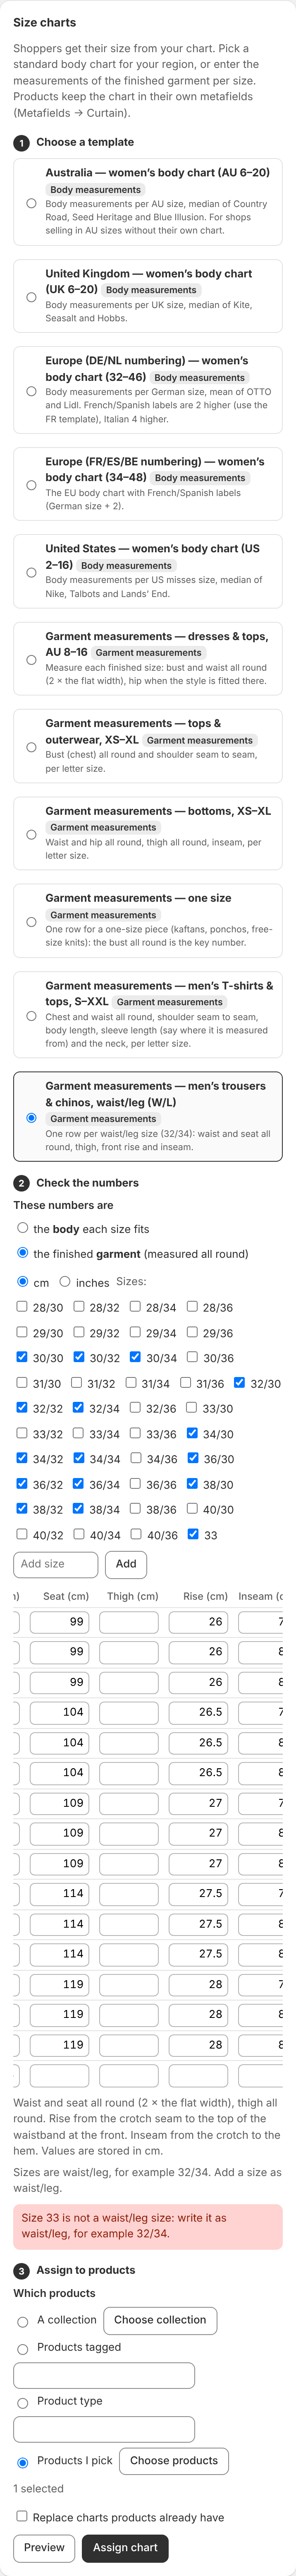 Size charts
Shoppers get their size from your chart. Pick a
standard body chart for your region, or enter the
measurements of the finished garment per size.
Products keep the chart in their own metafields
(Metafields → Curtain).
1 Choose a template
Australia — women's body chart (AU 6–20)
Body measurements
Body measurements per AU size, median of Country
Road, Seed Heritage and Blue Illusion. For shops
selling in AU sizes without their own chart.
United Kingdom — women's body chart
(UK 6–20) Body measurements
Body measurements per UK size, median of Kite,
Seasalt and Hobbs.
Europe (DE/NL numbering) — women's
body chart (32–46) Body measurements
Body measurements per German size, mean of OTTO
and Lidl. French/Spanish labels are 2 higher (use the
FR template), Italian 4 higher.
Europe (FR/ES/BE numbering) — women's
body chart (34–48) Body measurements
The EU body chart with French/Spanish labels
(German size + 2).
United States — women's body chart (US
2–16) Body measurements
Body measurements per US misses size, median of
Nike, Talbots and Lands' End.
Garment measurements — dresses & tops,
AU 8–16 Garment measurements
Measure each finished size: bust and waist all round
(2 × the flat width), hip when the style is fitted there.
Garment measurements — tops &
outerwear, XS–XL Garment measurements
Bust (chest) all round and shoulder seam to seam,
per letter size.
Garment measurements — bottoms, XS–XL
Garment measurements
Waist and hip all round, thigh all round, inseam, per
letter size.
Garment measurements — one size
Garment measurements
One row for a one-size piece (kaftans, ponchos, free-
size knits): the bust all round is the key number.
Garment measurements — men's T-shirts &
tops, S–XXL Garment measurements
Chest and waist all round, shoulder seam to seam,
body length, sleeve length (say where it is measured
from) and the neck, per letter size.
Garment measurements — men's trousers
& chinos, waist/leg (W/L)
Garment measurements
One row per waist/leg size (32/34): waist and seat all
round, thigh, front rise and inseam.
2 Check the numbers
These numbers are
the body each size fits
the finished garment (measured all round)
cm inches Sizes:
28/30 28/32 28/34 28/36
29/30 29/32 29/34 29/36
30/30 30/32 30/34 30/36
31/30 31/32 31/34 31/36 32/30
32/32 32/34 32/36 33/30
33/32 33/34 33/36 34/30
34/32 34/34 34/36 36/30
36/32 36/34 36/36 38/30
38/32 38/34 38/36 40/30
40/32 40/34 40/36 33
Add size Add
Seat (cm) Thigh (cm) Rise (cm) Inseam
99 26
99 26
99 26
104 26.5
104 26.5
104 26.5
109 27
109 27
109 27
114 27.5
114 27.5
114 27.5
119 28
119 28
119 28
Waist and seat all round (2 × the flat width), thigh all
round. Rise from the crotch seam to the top of the
waistband at the front. Inseam from the crotch to the
hem. Values are stored in cm.
Sizes are waist/leg, for example 32/34. Add a size as
waist/leg.
Size 33 is not a waist/leg size: write it as
waist/leg, for example 32/34.
3 Assign to products
Which products
A collection Choose collection
Products tagged
Product type
Products I pick Choose products
1 selected
Replace charts products already have
Preview Assign chart